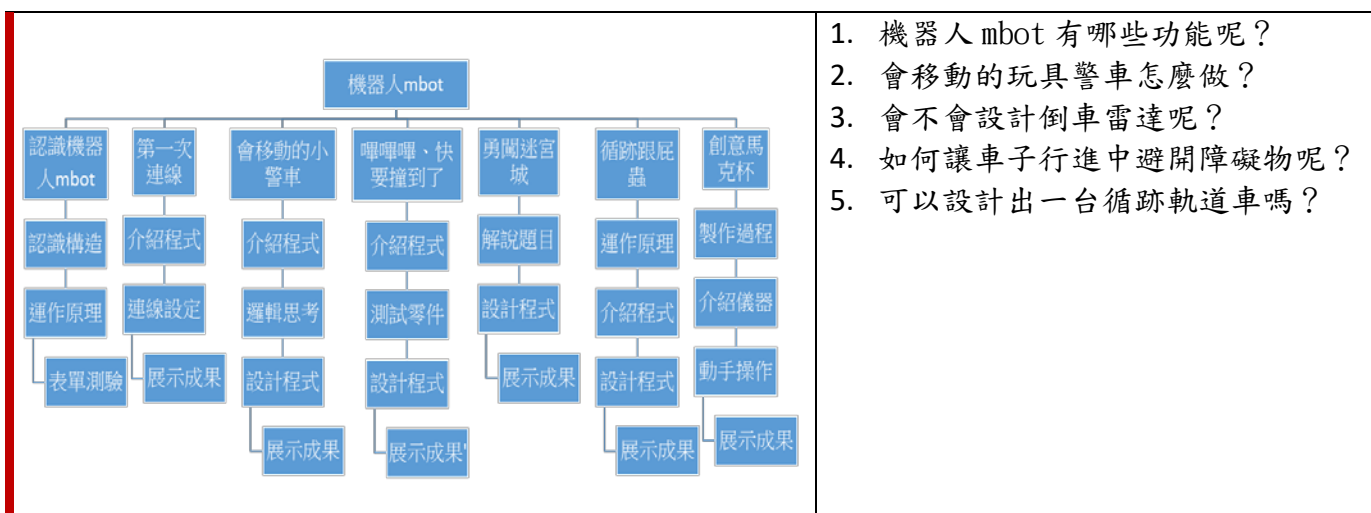 機器人mbot
認識機器
人mbot
認識構造
運作原理
表單測驗
第一次
連線
介紹程式
連線設定
展示成果
會移動的小
警車
介紹程式
邏輯思考
設計程式
展示成果
嗶嗶嗶、快
要撞到了
介紹程式
測試零件
設計程式
展示成果'
勇闖迷宮
城
解說題目
設計程式
展示成果
循跡跟屁
蟲
運作原理
介紹程式
設計程式
展示成果
創意馬
克杯
製作過程
介紹儀器
動手操作
展示成果
1. 機器人 mbot 有哪些功能呢？
2. 會移動的玩具警車怎麼做？
3. 會不會設計倒車雷達呢？
4. 如何讓車子行進中避開障礙物呢？
5. 可以設計出一台循跡軌道車嗎？